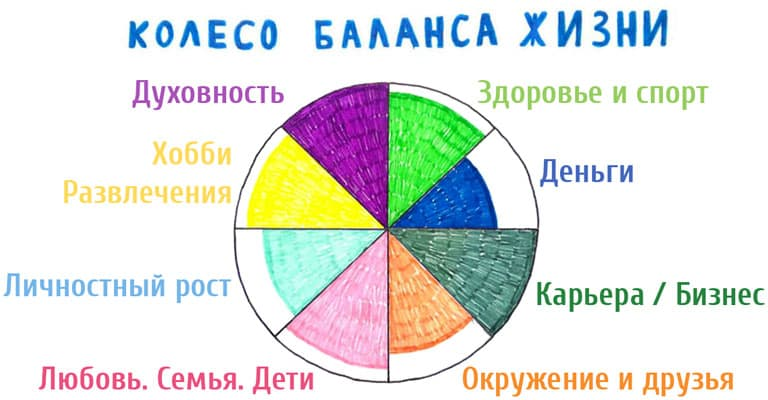 КОЛЕСО БАЛАНСА ЖИЗНИ
Духовность
Здоровье и спорт
Хобби
Развлечения
Деньги
Личностный рост
Карьера / Бизнес
Любовь. Семья. Дети
Окружение и друзья